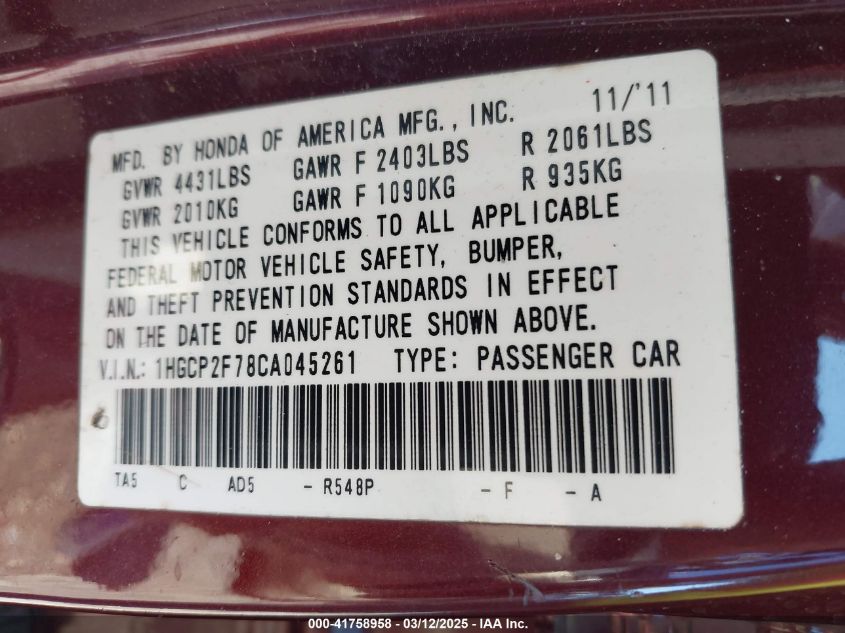 MFD. BY HONDA OF AMERICA MFG., INC. 11/'11
GVWR 4431LBS GAWR F 2403LBS R 2061LBS
GVWR 2010KG GAWR F 1090KG R 935KG
THIS VEHICLE CONFORMS TO ALL APPLICABLE
FEDERAL MOTOR VEHICLE SAFETY, BUMPER,
AND THEFT PREVENTION STANDARDS IN EFFECT
ON THE DATE OF MANUFACTURE SHOWN ABOVE.
V.I.N.: 1HGCP2F78CA045261 TYPE: PASSENGER CAR
TA5 C AD5 - R548P - F - A
000-41758958 - 03/12/2025 - IAA Inc.